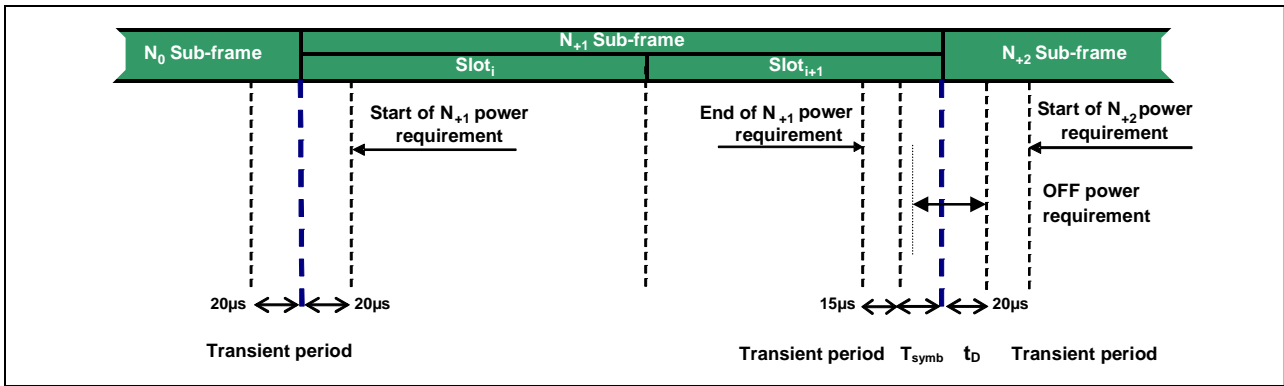 N0 Sub-frame
N+1 Sub-frame
N+2 Sub-frame
Sloti
Sloti+1
Start of N+1 power
requirement
End of N+1 power
requirement
Start of N+2 power
requirement
OFF power
requirement
20µs
20µs
15µs
20µs
Transient period
Transient period
Tsymb
tD
Transient period